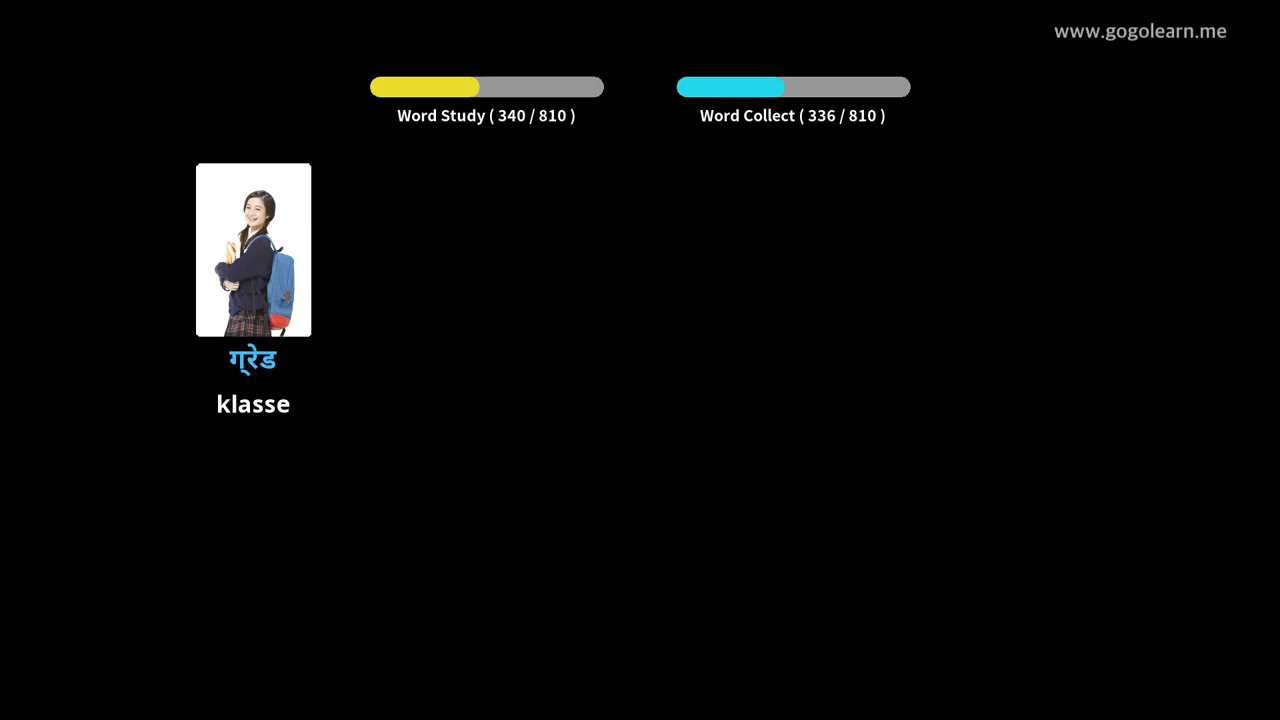 www.gogolearn.me
Word Study ( 340 / 810 )
Word Collect ( 336 / 810 )
ग्रेड
klasse